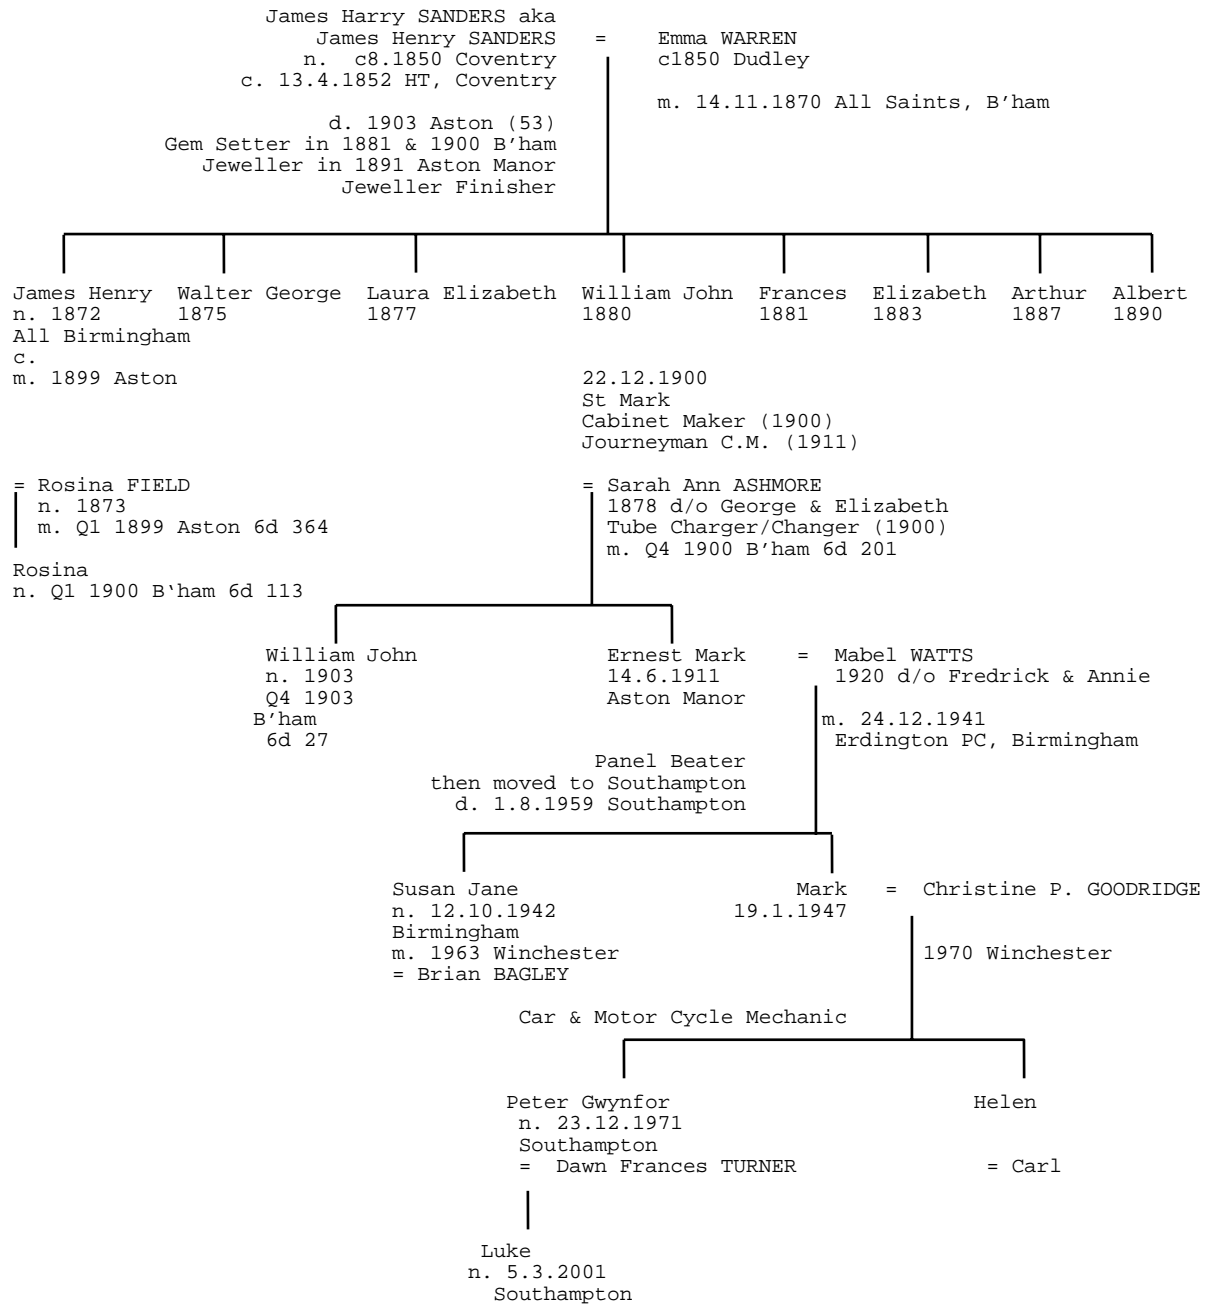 James Harry SANDERS aka
James Henry SANDERS = Emma WARREN
n. c8.1850 Coventry c1850 Dudley
c. 13.4.1852 HT, Coventry
m. 14.11.1870 All Saints, B’ham
d. 1903 Aston (53)
Gem Setter in 1881 & 1900 B’ham
Jeweller in 1891 Aston Manor
Jeweller Finisher
James Henry Walter George Laura Elizabeth William John Frances Elizabeth Arthur Albert
n. 1872 1875 1877 1880 1881 1883 1887 1890
All Birmingham
c.
m. 1899 Aston 22.12.1900
St Mark
Cabinet Maker (1900)
Journeyman C.M. (1911)
= Rosina FIELD = Sarah Ann ASHMORE
n. 1873 1878 d/o George & Elizabeth
m. Q1 1899 Aston 6d 364 Tube Charger/Changer (1900)
m. Q4 1900 B’ham 6d 201
Rosina
n. Q1 1900 B‘ham 6d 113
William John Ernest Mark = Mabel WATTS
n. 1903 14.6.1911 1920 d/o Fredrick & Annie
Q4 1903 Aston Manor
B’ham m. 24.12.1941
6d 27 Erdington PC, Birmingham
Panel Beater
then moved to Southampton
d. 1.8.1959 Southampton
Susan Jane Mark = Christine P. GOODRIDGE
n. 12.10.1942 19.1.1947
Birmingham
m. 1963 Winchester 1970 Winchester
= Brian BAGLEY
Car & Motor Cycle Mechanic
Peter Gwynfor Helen
n. 23.12.1971
Southampton
= Dawn Frances TURNER = Carl
Luke
n. 5.3.2001
Southampton